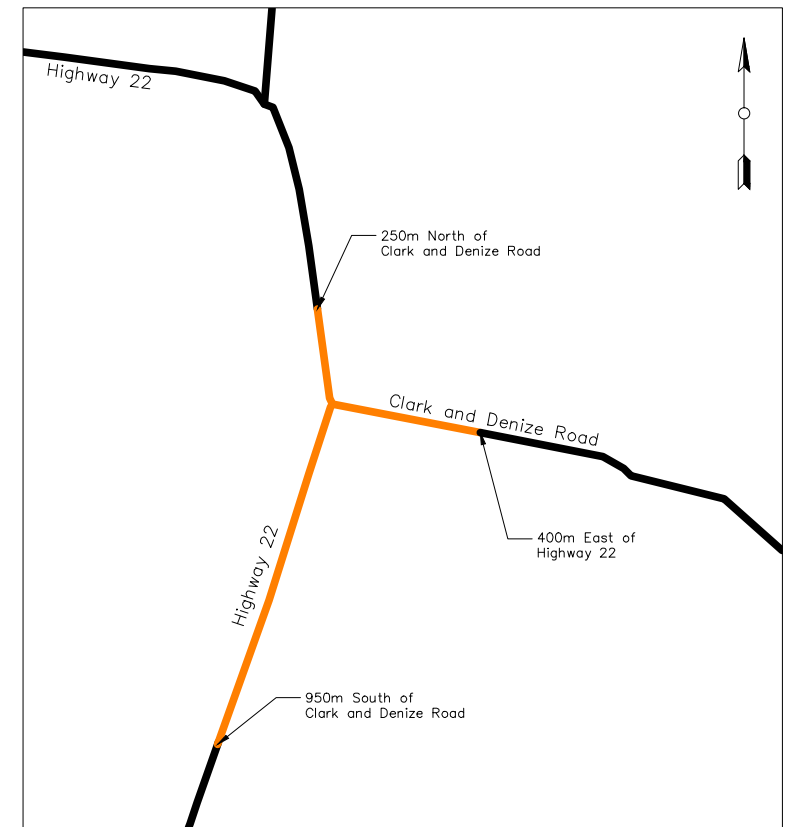 Highway 22
250m North of
Clark and Denize Road
Clark and Denize Road
400m East of
Highway 22
Highway 22
950m South of
Clark and Denize Road